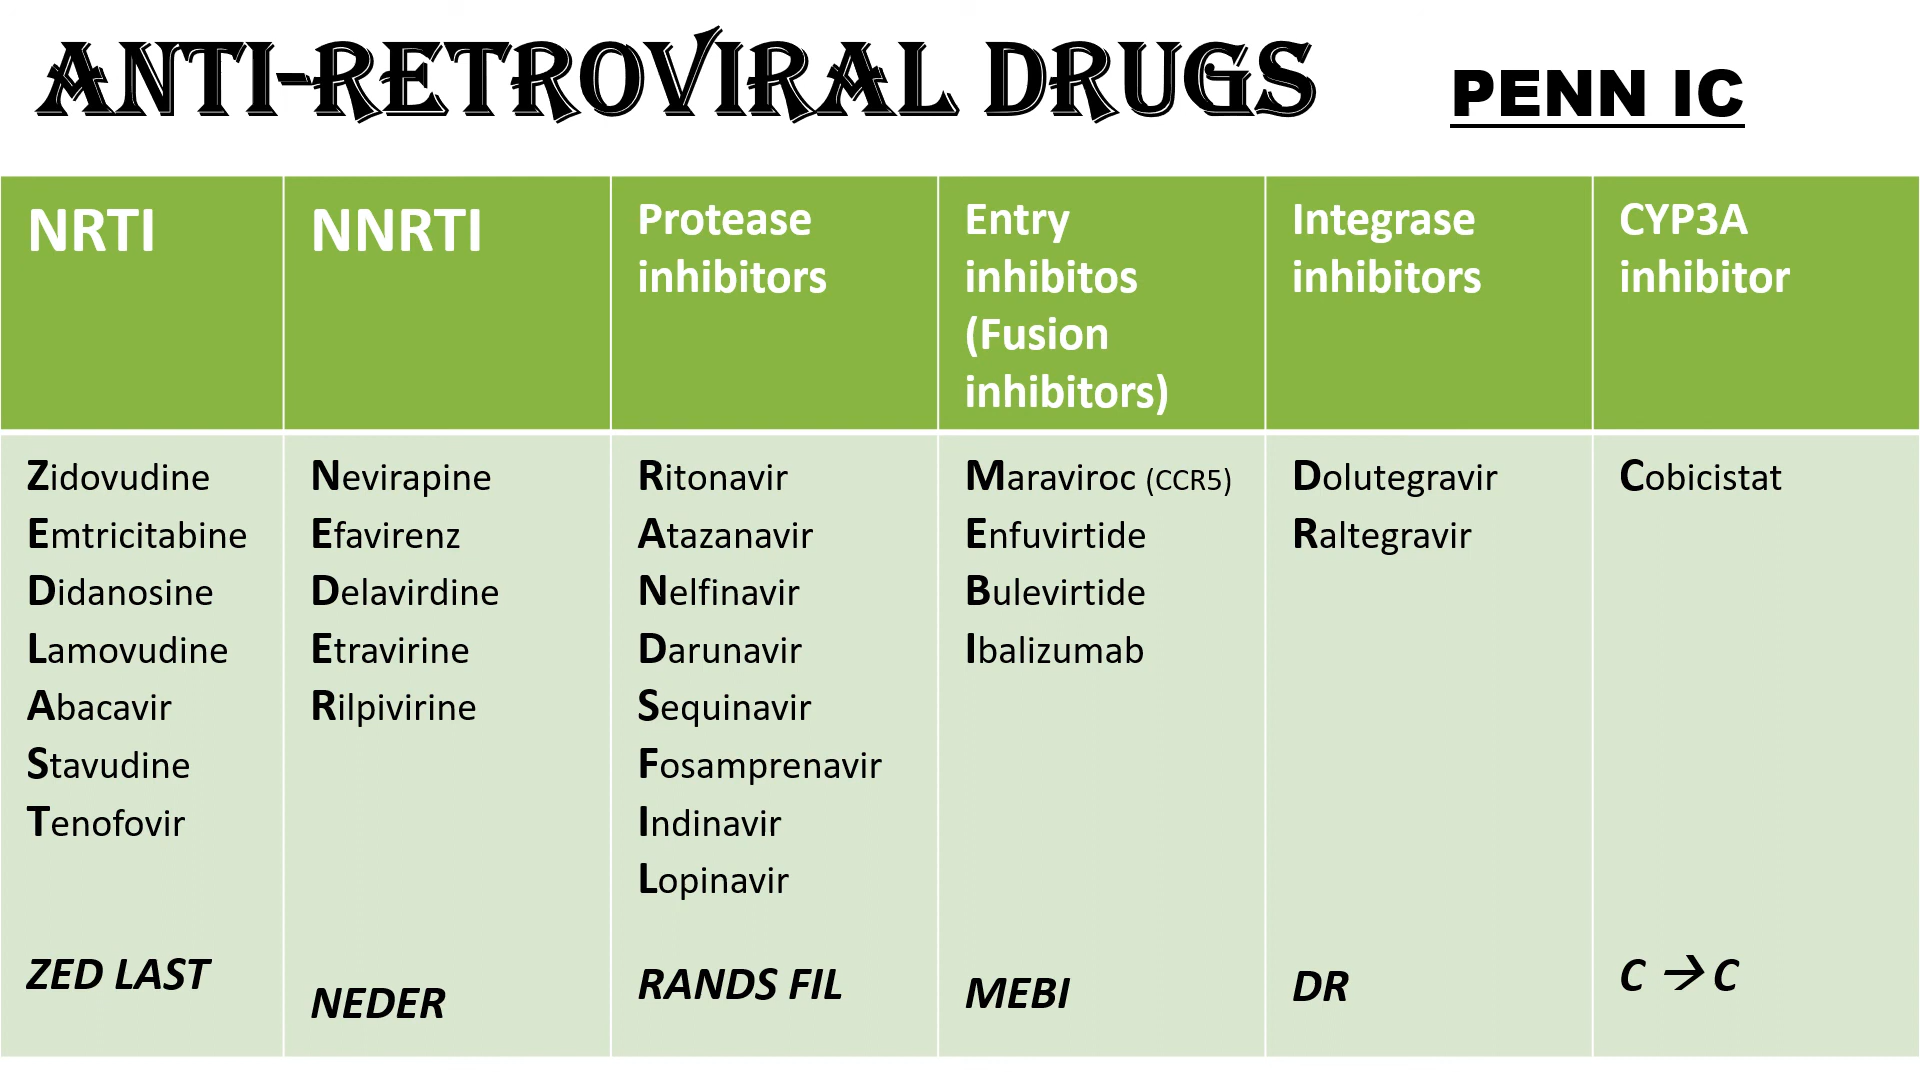 ANTI-RETROVIRAL DRUGS
PENN IC
NRTI
NNRTI
Protease
inhibitors
Entry
inhibitos
(Fusion
inhibitors)
Integrase
inhibitors
CYP3A
inhibitor
Zidovudine
Emtricitabine
Didanosine
Lamovudine
Abacavir
Stavudine
Tenofovir
ZED LAST
Nevirapine
Efavirenz
Delavirdine
Etravirine
Rilpivirine
NEDER
Ritonavir
Atazanavir
Nelfinavir
Darunavir
Sequinavir
Fosamprenavir
Indinavir
Lopinavir
RANDS FIL
Maraviroc (CCR5)
Enfuvirtide
Bulevirtide
Ibalizumab
MEBI
Dolutegravir
Raltegravir
DR
Cobicistat
C → C